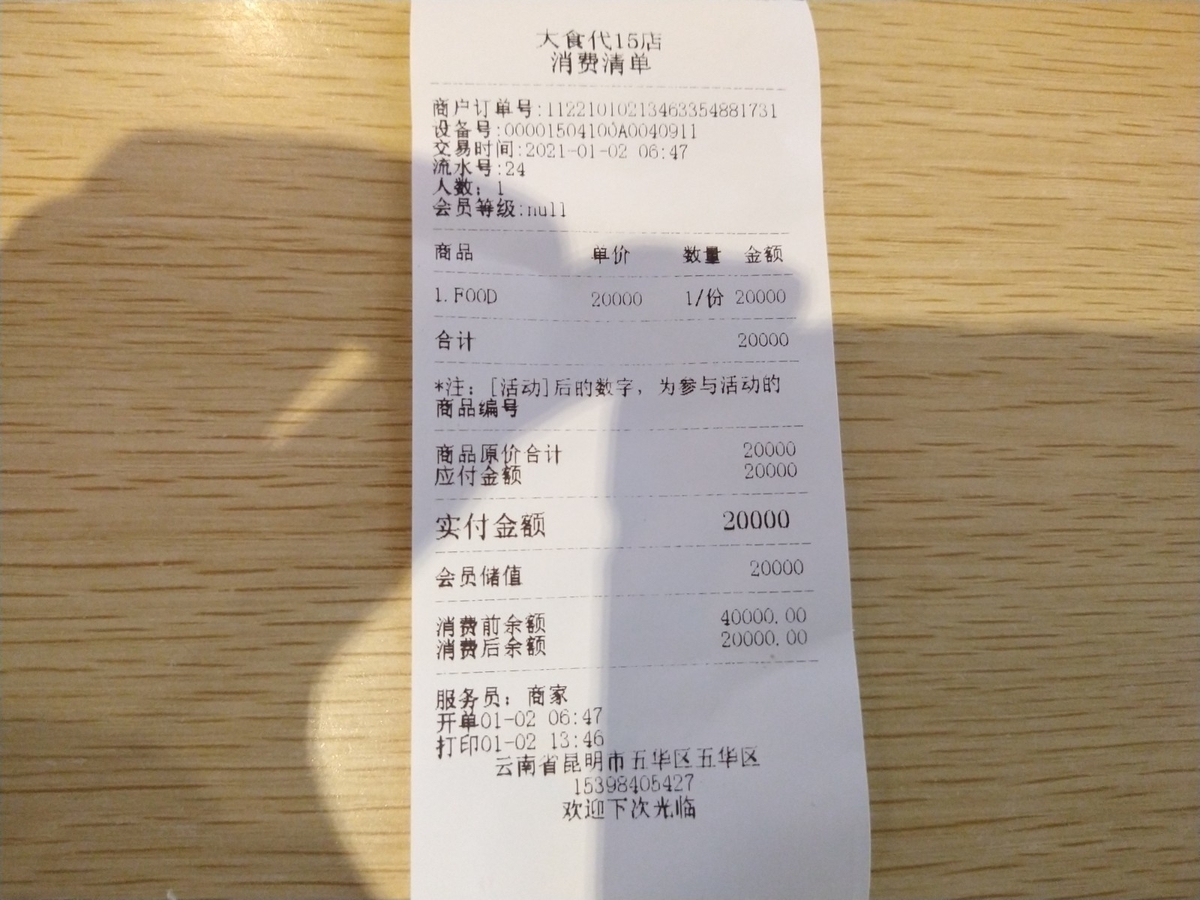 大食代15店
消费清单
商户订单号:11221010213463354881731
设备号:00001504100A0040911
交易时间:2021-01-02 06:47
流水号:24
人数:1
会员等级:null
商品 单价 数量 金额
1.FOOD 20000 1/份 20000
合计 20000
*注:[活动]后的数字,为参与活动的
商品编号
商品原价合计 20000
应付金额 20000
实付金额 20000
会员储值 20000
消费前余额 40000.00
消费后余额 20000.00
服务员:商家
开单01-02 06:47
打印01-02 13:46
云南省昆明市五华区五华区
15398405427
欢迎下次光临